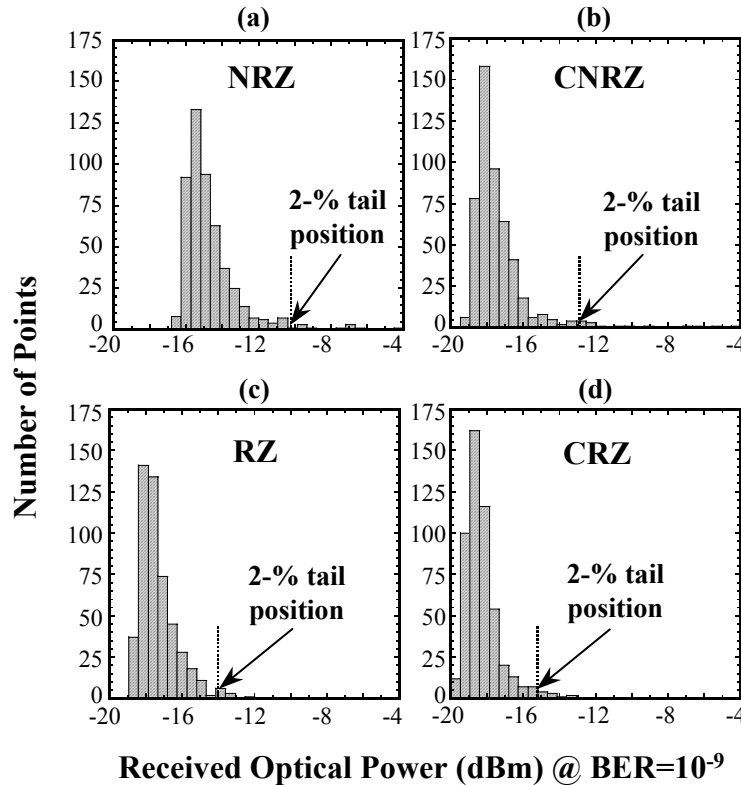 (a)
(b)
Number of Points
175
150
125
100
75
50
25
0
-20 -16 -12 -8 -4
NRZ
2-% tail
position
175
150
125
100
75
50
25
0
-20 -16 -12 -8 -4
CNRZ
2-% tail
position
(c)
(d)
175
150
125
100
75
50
25
0
-20 -16 -12 -8 -4
RZ
2-% tail
position
175
150
125
100
75
50
25
0
-20 -16 -12 -8 -4
CRZ
2-% tail
position
Received Optical Power (dBm) @ BER=10⁻⁹